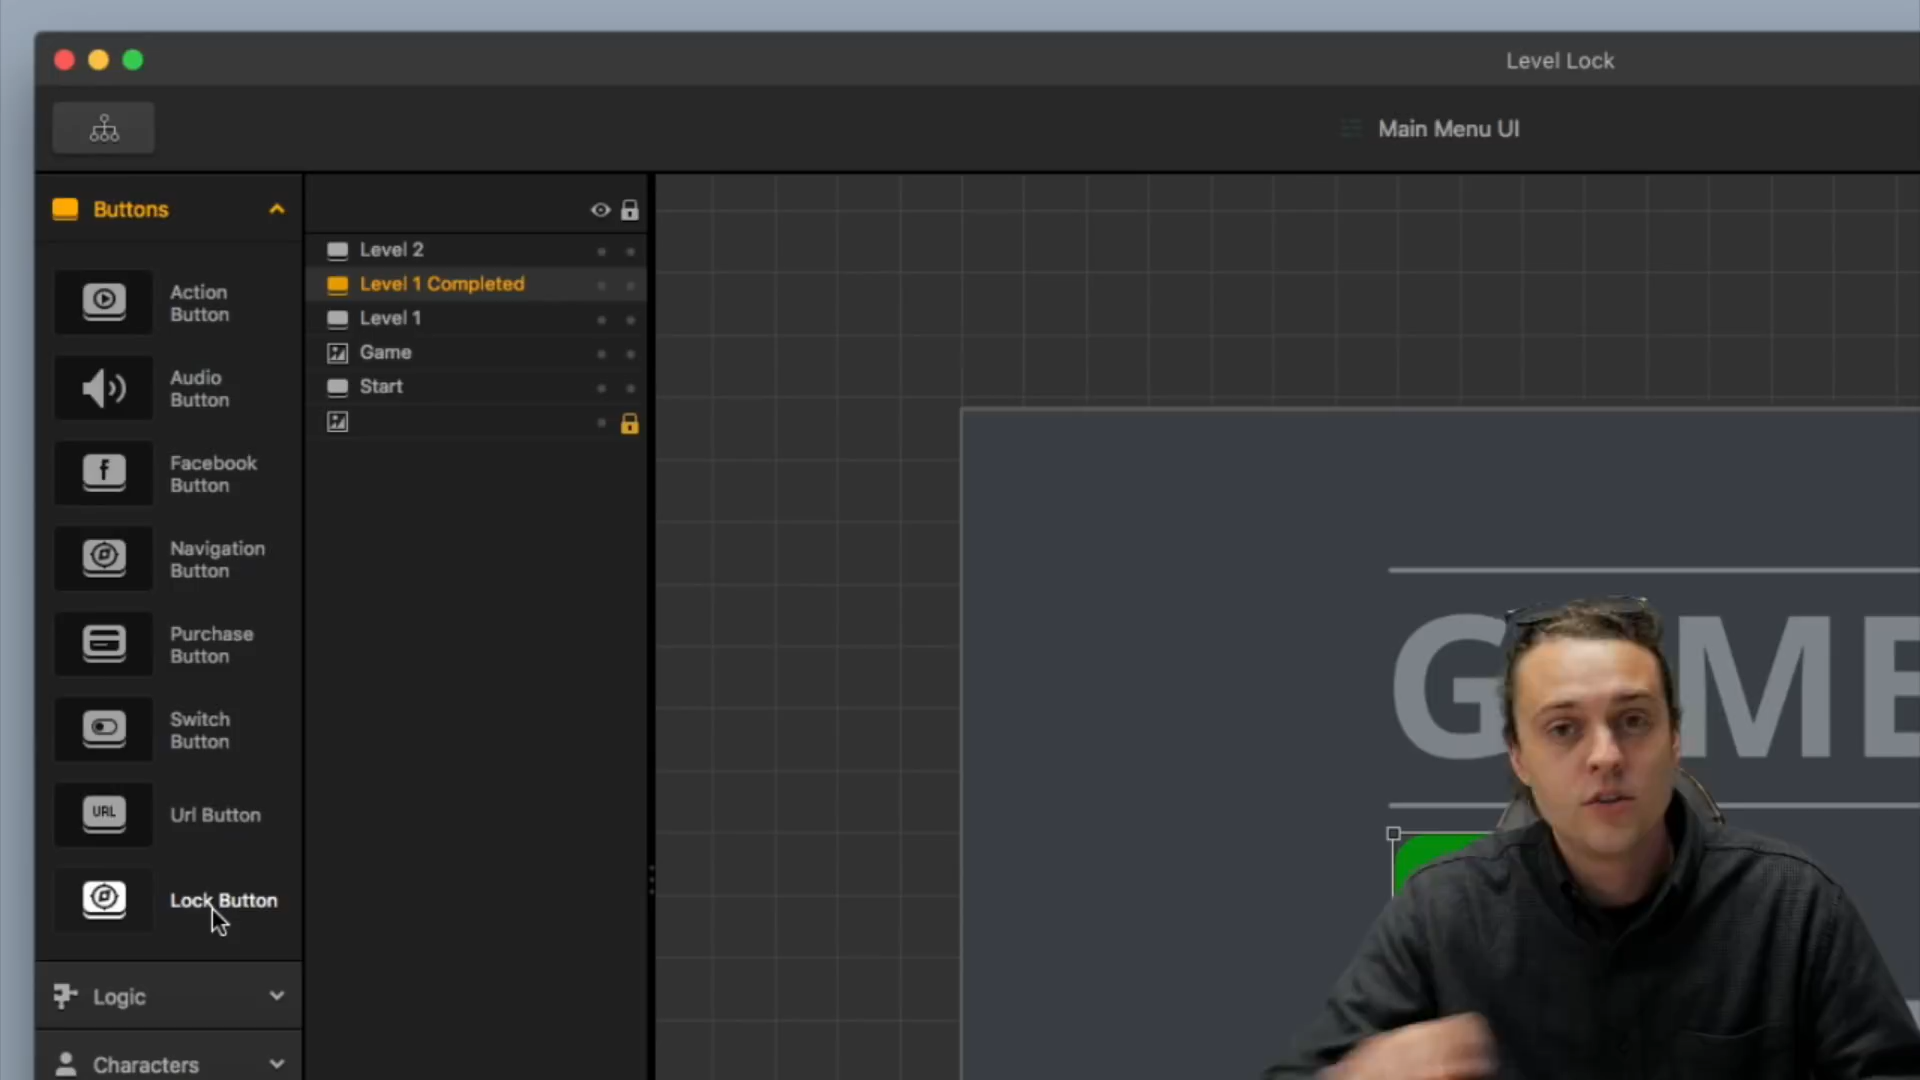 Level Lock
Main Menu UI
Buttons
Action
Button
Audio
Button
f
Facebook
Button
Navigation
Button
Purchase
Button
Switch
Button
URL
Url Button
Lock Button
Logic
Characters
Level 2
Level 1 Completed
Level 1
Game
Start